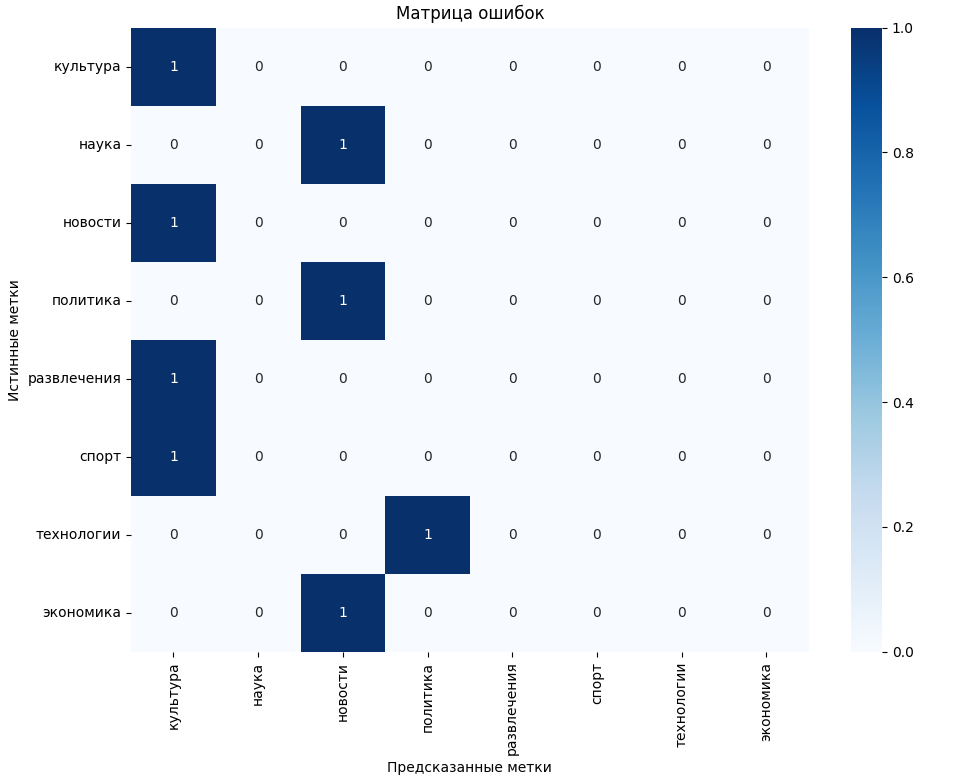 Матрица ошибок
Истинные метки
культура 1 0 0 0 0 0 0 0
наука 0 0 1 0 0 0 0 0
новости 1 0 0 0 0 0 0 0
политика 0 0 1 0 0 0 0 0
развлечения 1 0 0 0 0 0 0 0
спорт 1 0 0 0 0 0 0 0
технологии 0 0 0 1 0 0 0 0
экономика 0 0 1 0 0 0 0 0
культура наука новости политика развлечения спорт технологии экономика
Предсказанные метки
1.0
0.8
0.6
0.4
0.2
0.0